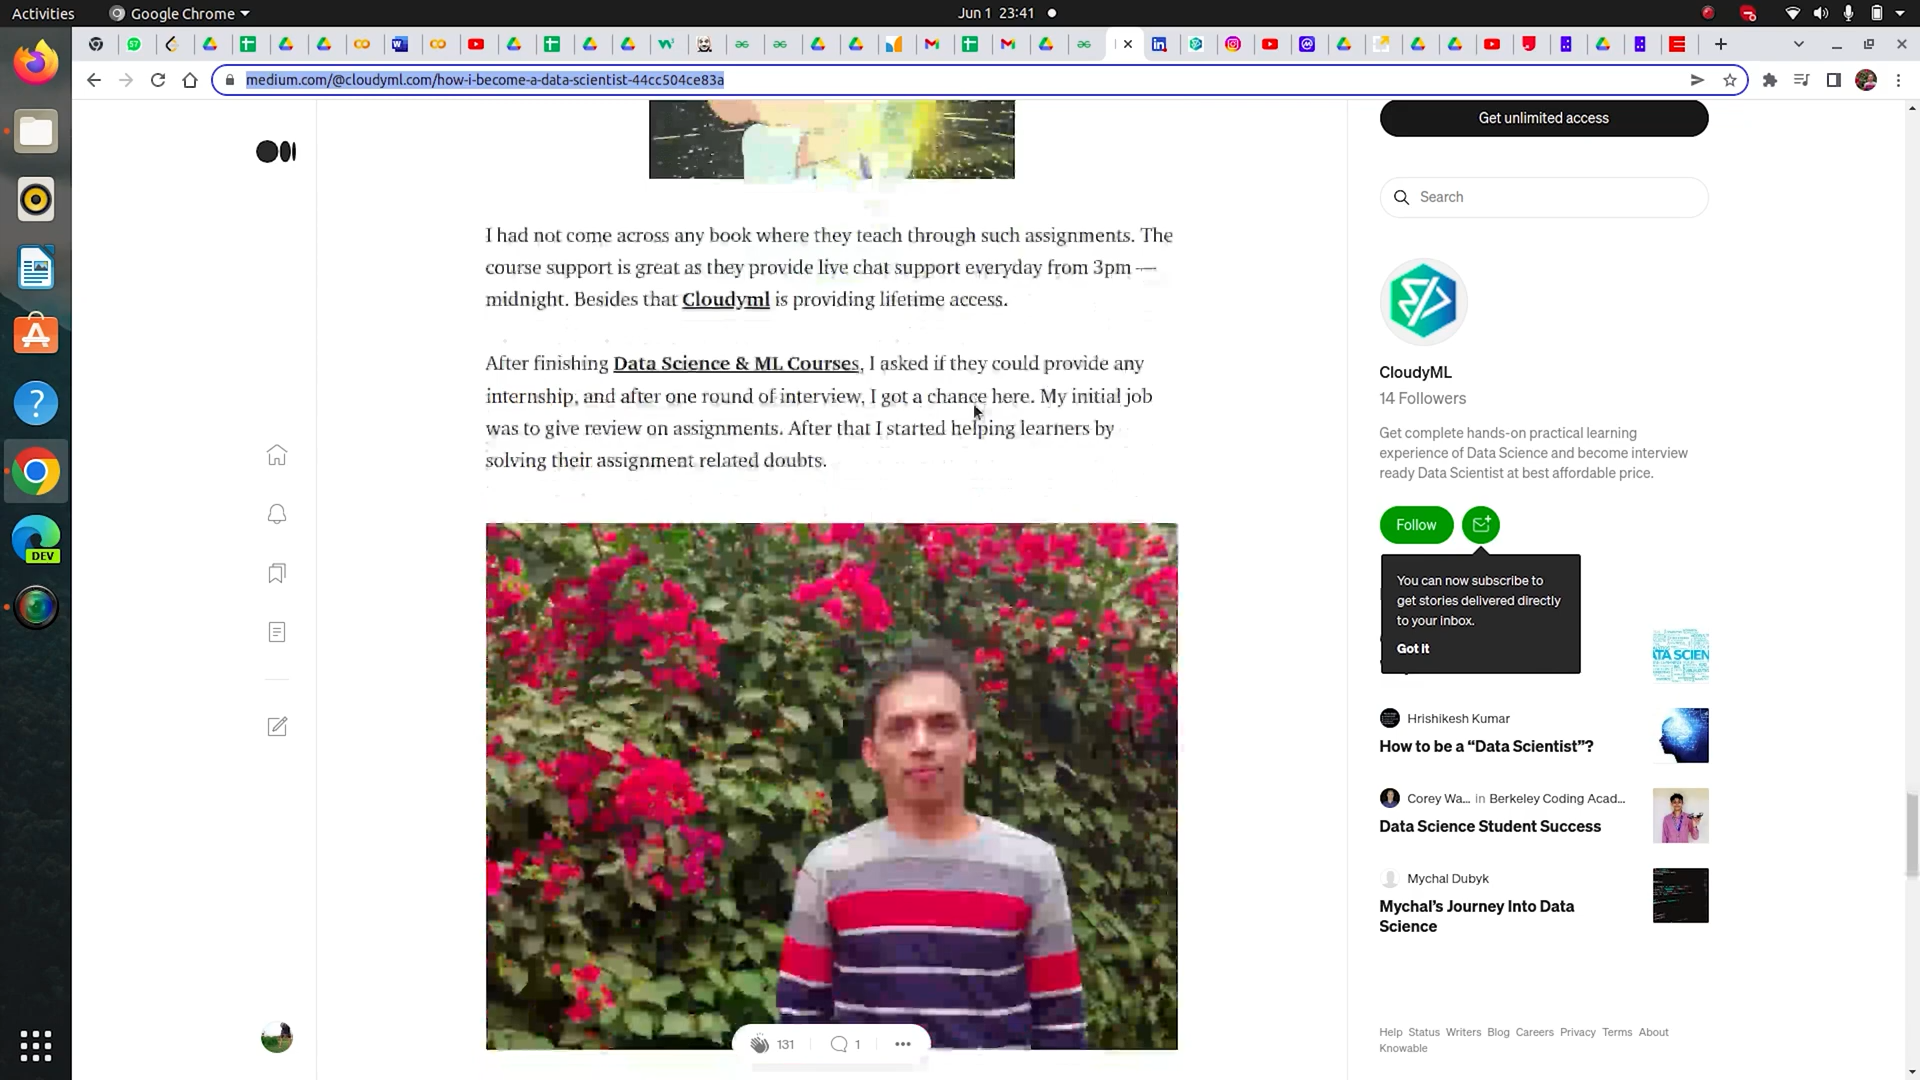 Activities
Google Chrome
Jun 1 23:41
medium.com/@cloudyml.com/how-i-become-a-data-scientist-44cc504ce83a
Get unlimited access
Search
I had not come across any book where they teach through such assignments. The
course support is great as they provide live chat support everyday from 3pm —
midnight. Besides that Cloudyml is providing lifetime access.
After finishing Data Science & ML Courses, I asked if they could provide any
internship, and after one round of interview, I got a chance here. My initial job
was to give review on assignments. After that I started helping learners by
solving their assignment related doubts.
131
1
CloudyML
14 Followers
Get complete hands-on practical learning
experience of Data Science and become interview
ready Data Scientist at best affordable price.
Follow
You can now subscribe to
get stories delivered directly
to your inbox.
Got it
ATA SCIEN
Hrishikesh Kumar
How to be a “Data Scientist”?
Corey Wa... in Berkeley Coding Acad...
Data Science Student Success
Mychal Dubyk
Mychal’s Journey Into Data
Science
Help Status Writers Blog Careers Privacy Terms About
Knowable
DEV